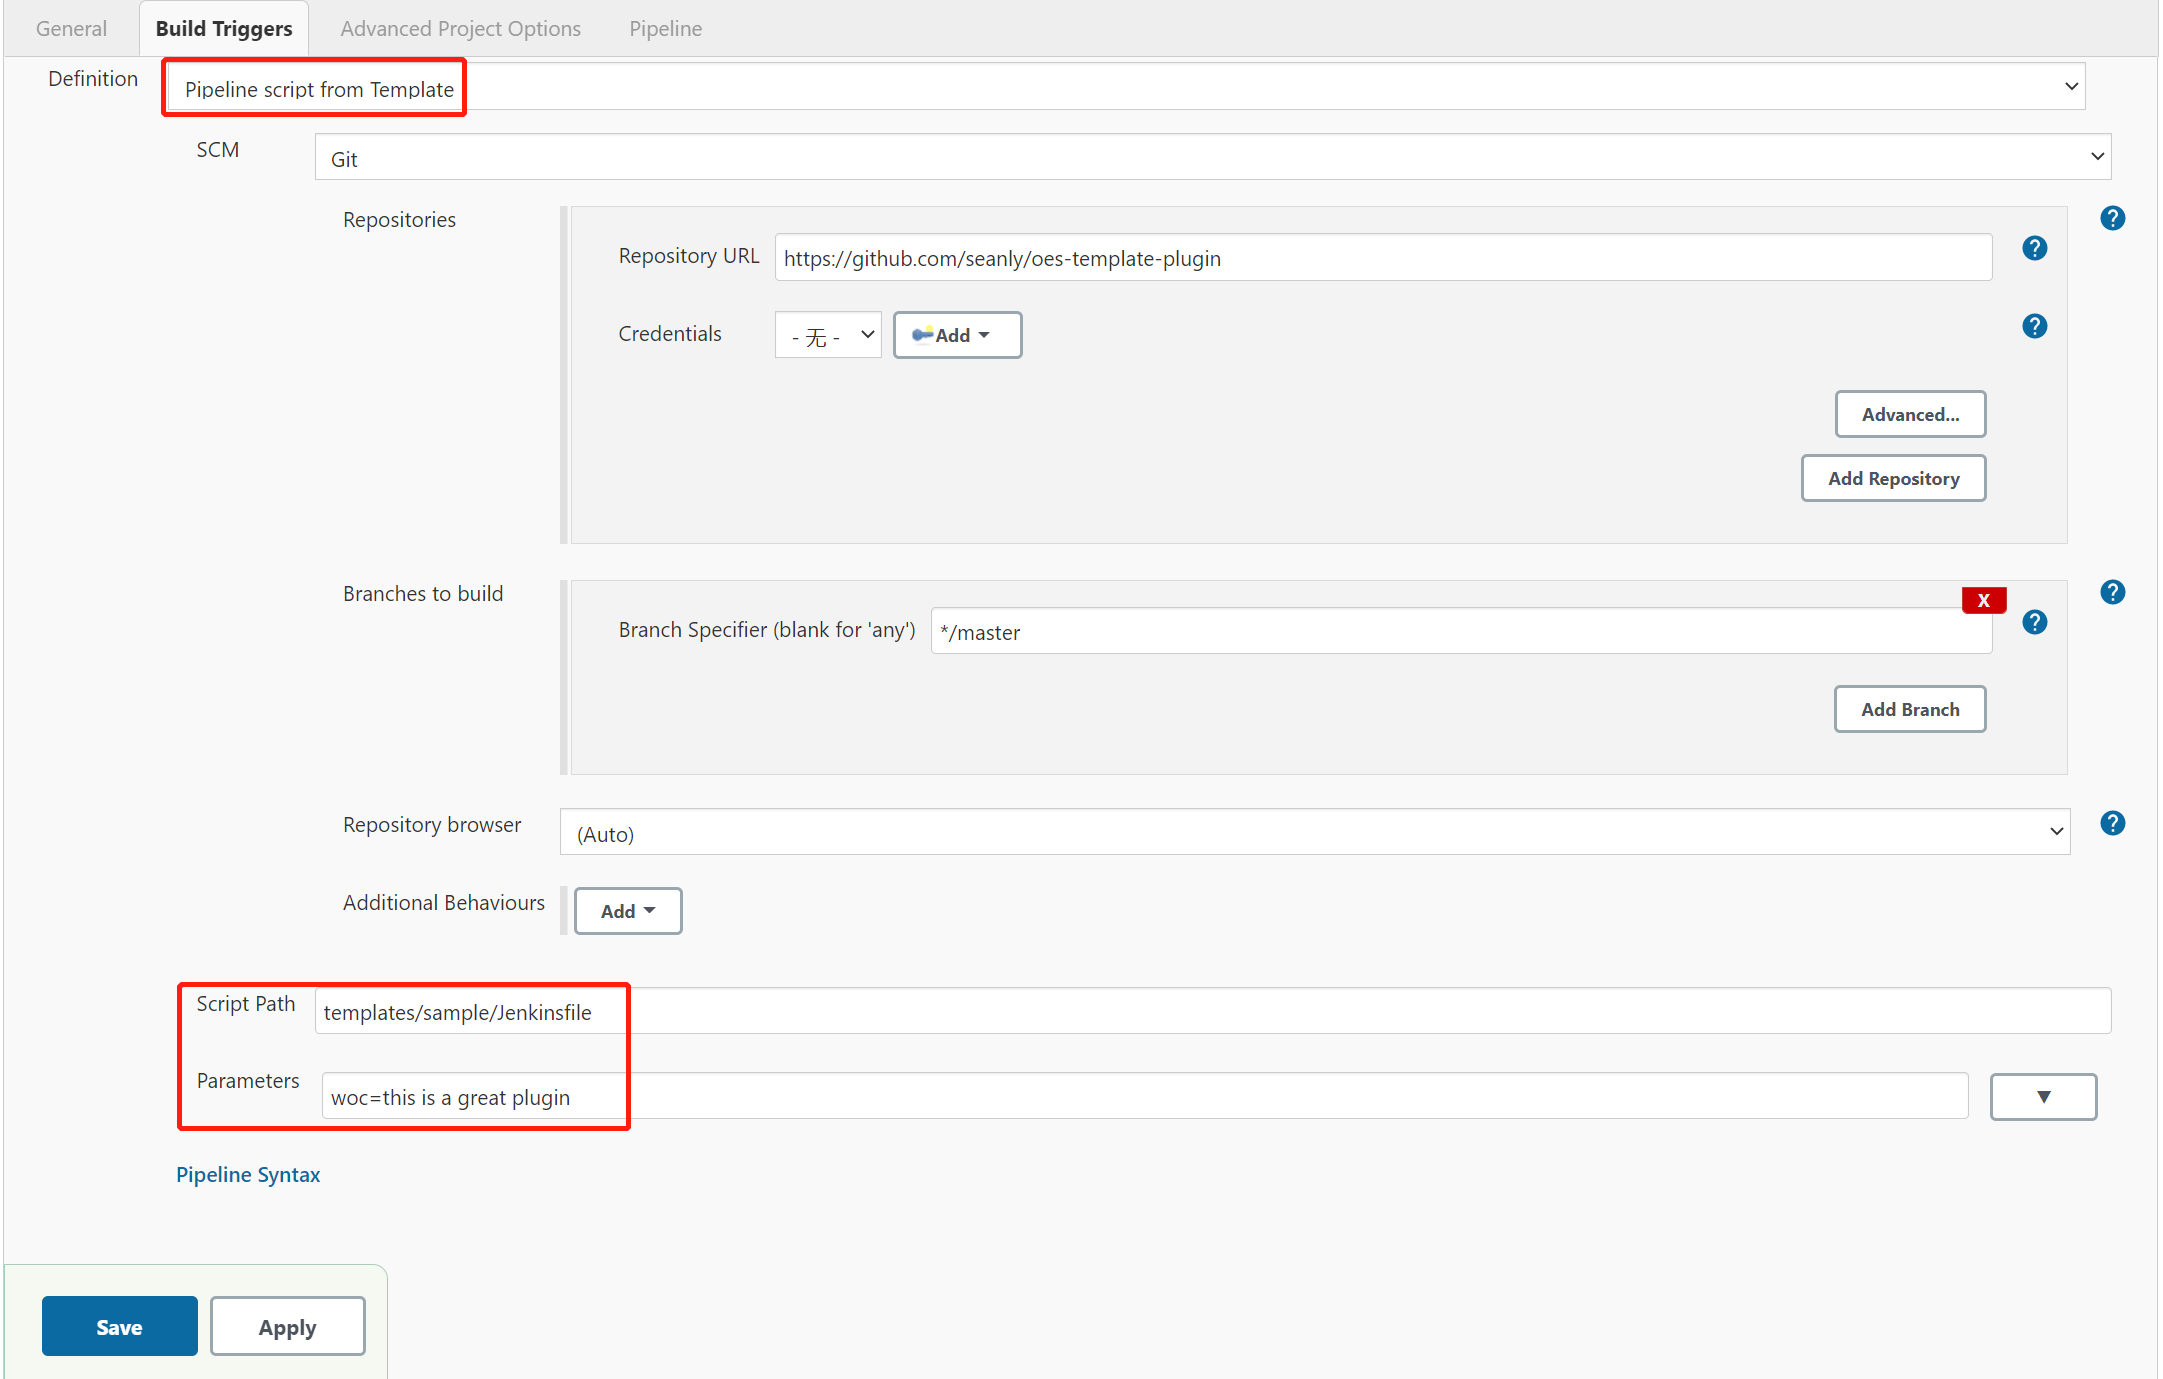 General Build Triggers Advanced Project Options Pipeline
Definition Pipeline script from Template
SCM Git
Repositories ?
Repository URL https://github.com/seanly/oes-template-plugin ?
Credentials - 无 - Add ?
Advanced...
Add Repository
Branches to build ?
X
Branch Specifier (blank for 'any') */master ?
Add Branch
Repository browser (Auto) ?
Additional Behaviours Add
Script Path templates/sample/Jenkinsfile
Parameters woc=this is a great plugin ▼
Pipeline Syntax
Save Apply